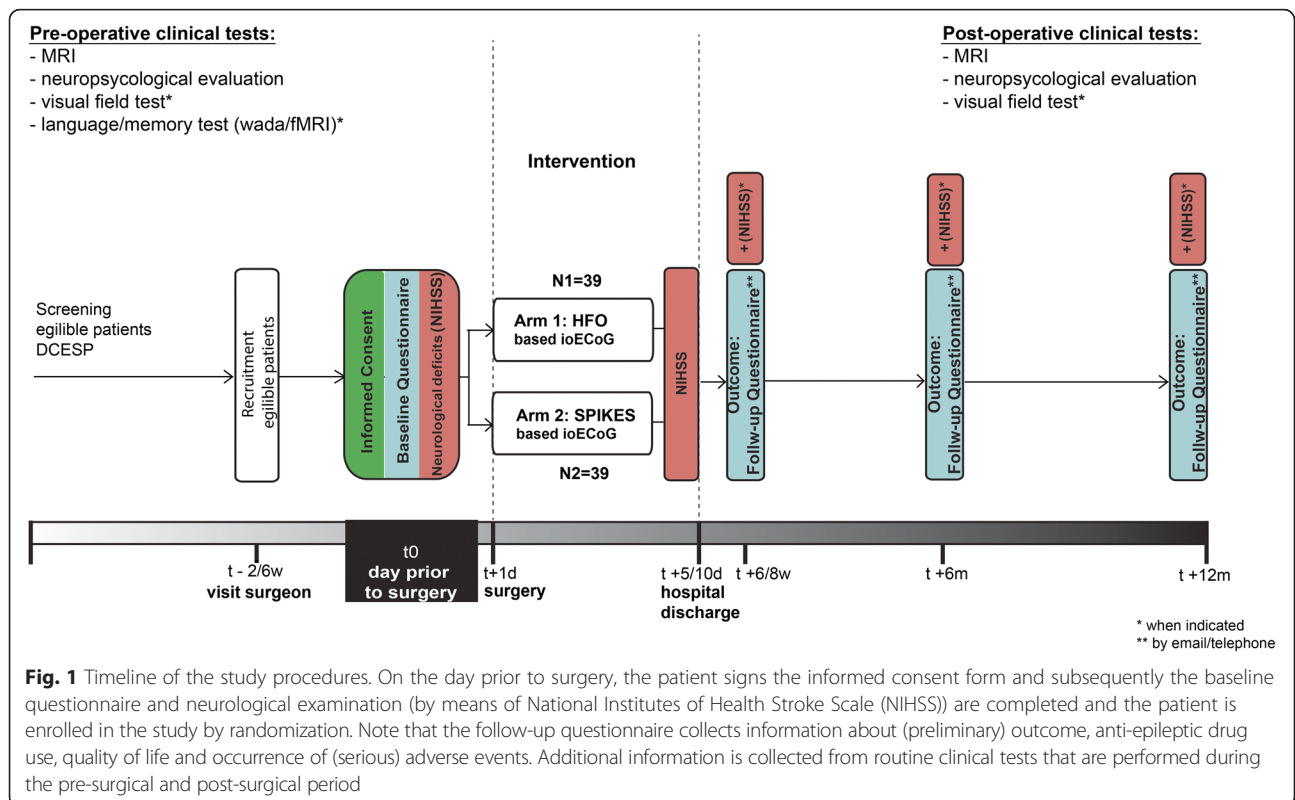 Pre-operative clinical tests:
- MRI
- neuropsycological evaluation
- visual field test*
- language/memory test (wada/fMRI)*
Post-operative clinical tests:
- MRI
- neuropsycological evaluation
- visual field test*
Intervention
Screening
egilible patients
DCESP
Recruitment
egilible patients
Informed Consent
Baseline Questionnaire
Neurological deficits (NIHSS)
N1=39
Arm 1: HFO
based ioECoG
Arm 2: SPIKES
based ioECoG
N2=39
NIHSS
+ (NIHSS)*
Outcome:
Follw-up Questionnaire**
+ (NIHSS)*
Outcome:
Follw-up Questionnaire**
+ (NIHSS)*
Outcome:
Follw-up Questionnaire**
t - 2/6w
visit surgeon
t0
day prior
to surgery
t+1d
surgery
t +5/10d
hospital
discharge
t +6/8w
t +6m
t +12m
* when indicated
** by email/telephone
Fig. 1 Timeline of the study procedures. On the day prior to surgery, the patient signs the informed consent form and subsequently the baseline
questionnaire and neurological examination (by means of National Institutes of Health Stroke Scale (NIHSS)) are completed and the patient is
enrolled in the study by randomization. Note that the follow-up questionnaire collects information about (preliminary) outcome, anti-epileptic drug
use, quality of life and occurrence of (serious) adverse events. Additional information is collected from routine clinical tests that are performed during
the pre-surgical and post-surgical period